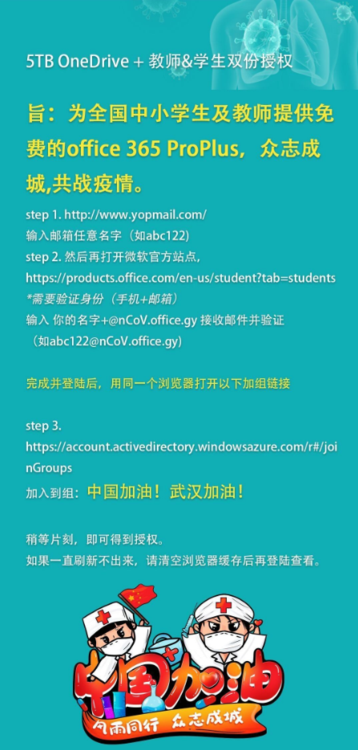 5TB OneDrive + 教师&学生双份授权
旨：为全国中小学生及教师提供免
费的office 365 ProPlus，众志成
城,共战疫情。
step 1. http://www.yopmail.com/
输入邮箱任意名字（如abc122)
step 2. 然后再打开微软官方站点,
https://products.office.com/en-us/student?tab=students
*需要验证身份（手机+邮箱）
输入 你的名字+@nCoV.office.gy 接收邮件并验证
（如abc122@nCoV.office.gy)
完成并登陆后，用同一个浏览器打开以下加组链接
step 3.
https://account.activedirectory.windowsazure.com/r#/joi
nGroups
加入到组：中国加油！武汉加油！
稍等片刻，即可得到授权。
如果一直刷新不出来，请清空浏览器缓存后再登陆查看。
中国加油
风雨同行 众志成城